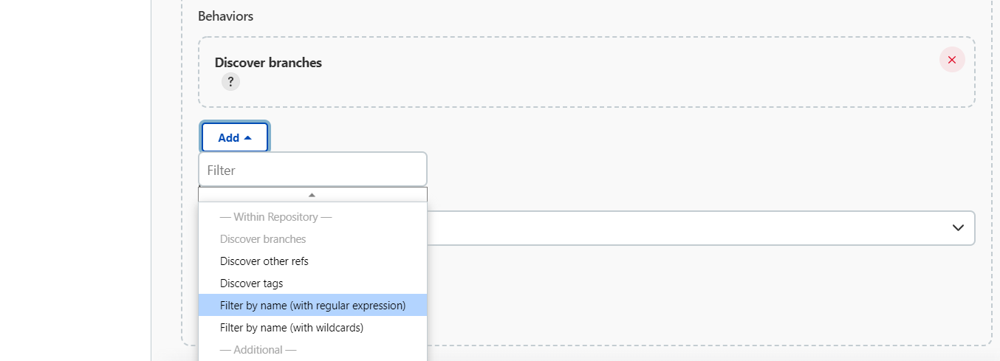 Behaviors
Discover branches
?
Add
Filter
— Within Repository —
Discover branches
Discover other refs
Discover tags
Filter by name (with regular expression)
Filter by name (with wildcards)
— Additional —